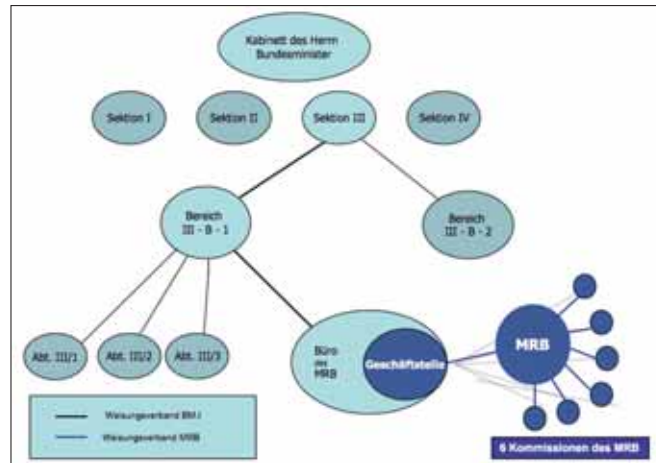 Kabinett des Herrn
Bundesminister
Sektion I
Sektion II
Sektion III
Sektion IV
Bereich
III - B - 1
Bereich
III - B - 2
Abt. III/1
Abt. III/2
Abt. III/3
Büro
des
MRB
Geschäftstelle
MRB
Weisungsverband BM.I
Weisungsverband MRB
6 Kommissionen des MRB